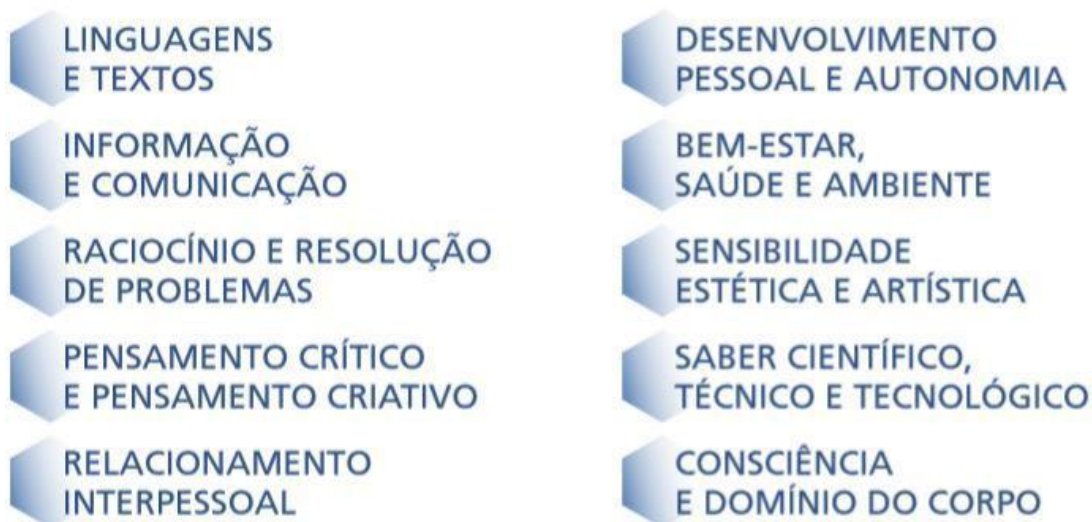 LINGUAGENS
E TEXTOS
INFORMAÇÃO
E COMUNICAÇÃO
RACIOCÍNIO E RESOLUÇÃO
DE PROBLEMAS
PENSAMENTO CRÍTICO
E PENSAMENTO CRIATIVO
RELACIONAMENTO
INTERPESSOAL
DESENVOLVIMENTO
PESSOAL E AUTONOMIA
BEM-ESTAR,
SAÚDE E AMBIENTE
SENSIBILIDADE
ESTÉTICA E ARTÍSTICA
SABER CIENTÍFICO,
TÉCNICO E TECNOLÓGICO
CONSCIÊNCIA
E DOMÍNIO DO CORPO